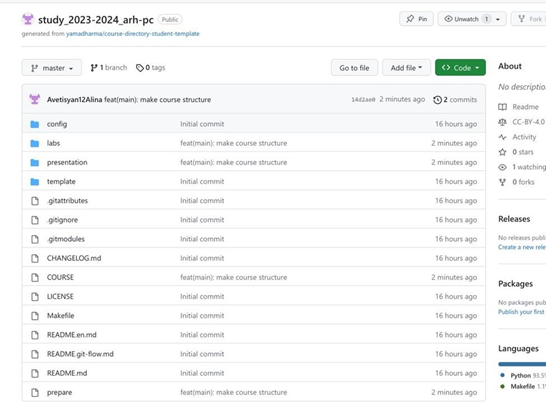 study_2023-2024_arh-pc Public
Pin Unwatch 1 Fork
generated from yamadharma/course-directory-student-template
master 1 branch 0 tags Go to file Add file Code
Avetisyan12Alina feat(main): make course structure 14d2ae0 2 minutes ago 2 commits
config Initial commit 16 hours ago
labs feat(main): make course structure 2 minutes ago
presentation feat(main): make course structure 2 minutes ago
template Initial commit 16 hours ago
.gitattributes Initial commit 16 hours ago
.gitignore Initial commit 16 hours ago
.gitmodules Initial commit 16 hours ago
CHANGELOG.md Initial commit 16 hours ago
COURSE feat(main): make course structure 2 minutes ago
LICENSE Initial commit 16 hours ago
Makefile Initial commit 16 hours ago
README.en.md Initial commit 16 hours ago
README.git-flow.md Initial commit 16 hours ago
README.md Initial commit 16 hours ago
prepare feat(main): make course structure 2 minutes ago
About
No descriptio
Readme
CC-BY-4.0
Activity
0 stars
1 watching
0 forks
Releases
No releases publi
Create a new rele
Packages
No packages pub
Publish your first
Languages
Python 93.5
Makefile 1.1